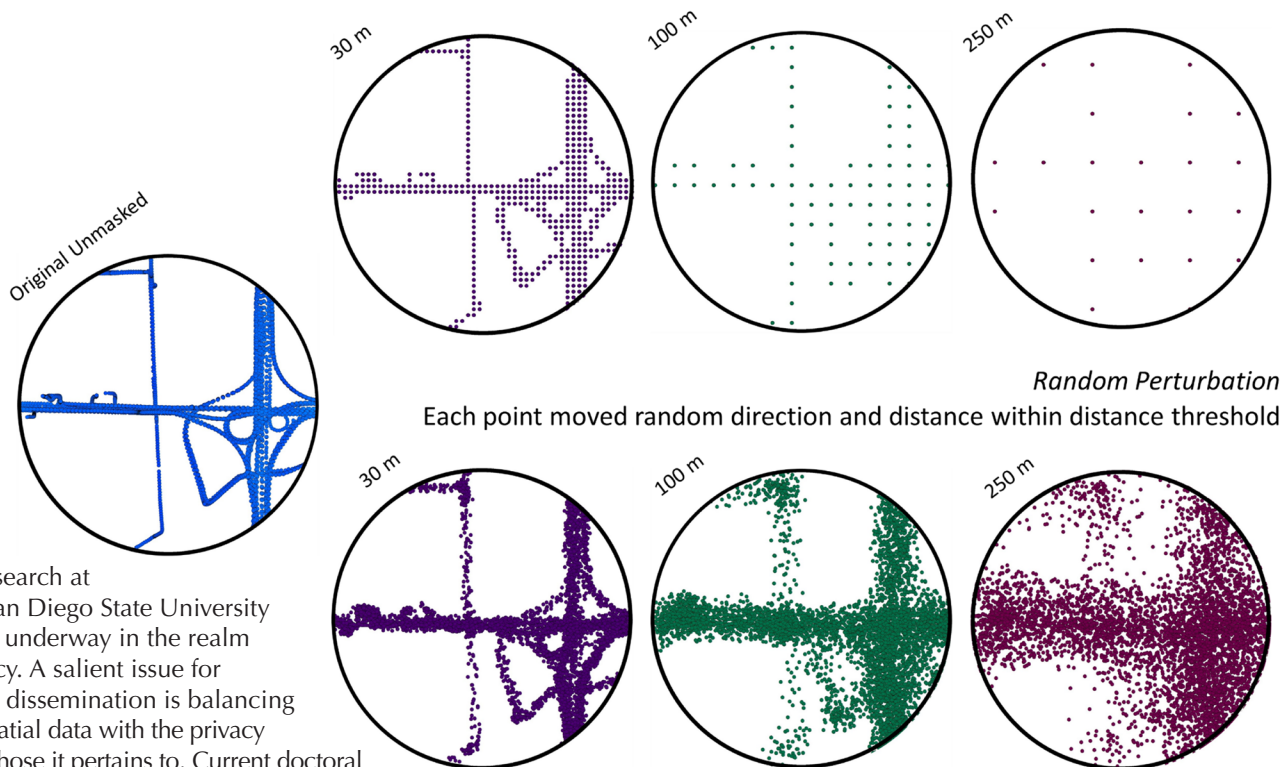 30 m
100 m
250 m
Original Unmasked
Random Perturbation
Each point moved random direction and distance within distance threshold
30 m
100 m
250 m
search at
an Diego State University
underway in the realm
cy. A salient issue for
dissemination is balancing
atial data with the privacy
hose it pertains to. Current doctoral